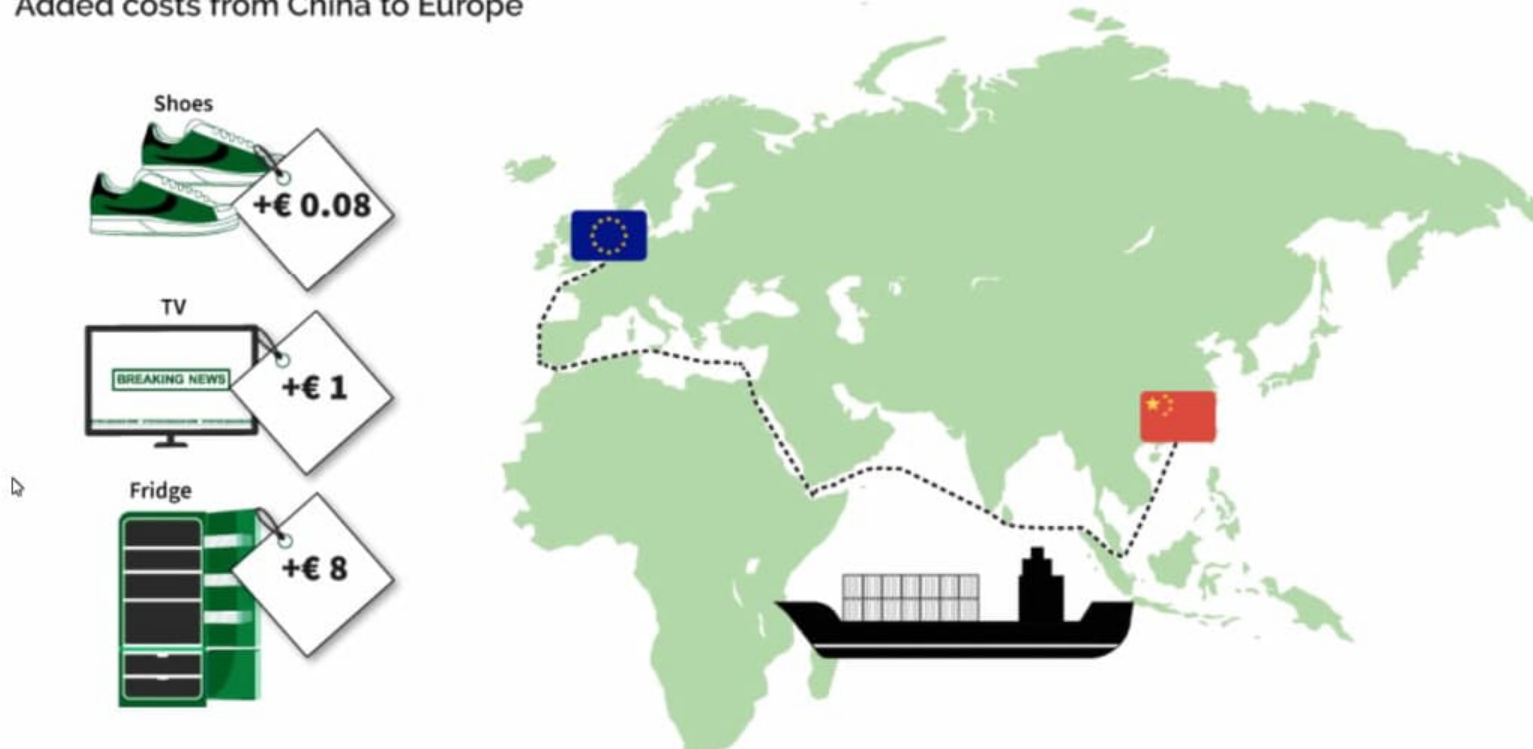 Added costs from China to Europe
Shoes
+€ 0.08
TV
BREAKING NEWS
+€ 1
Fridge
+€ 8